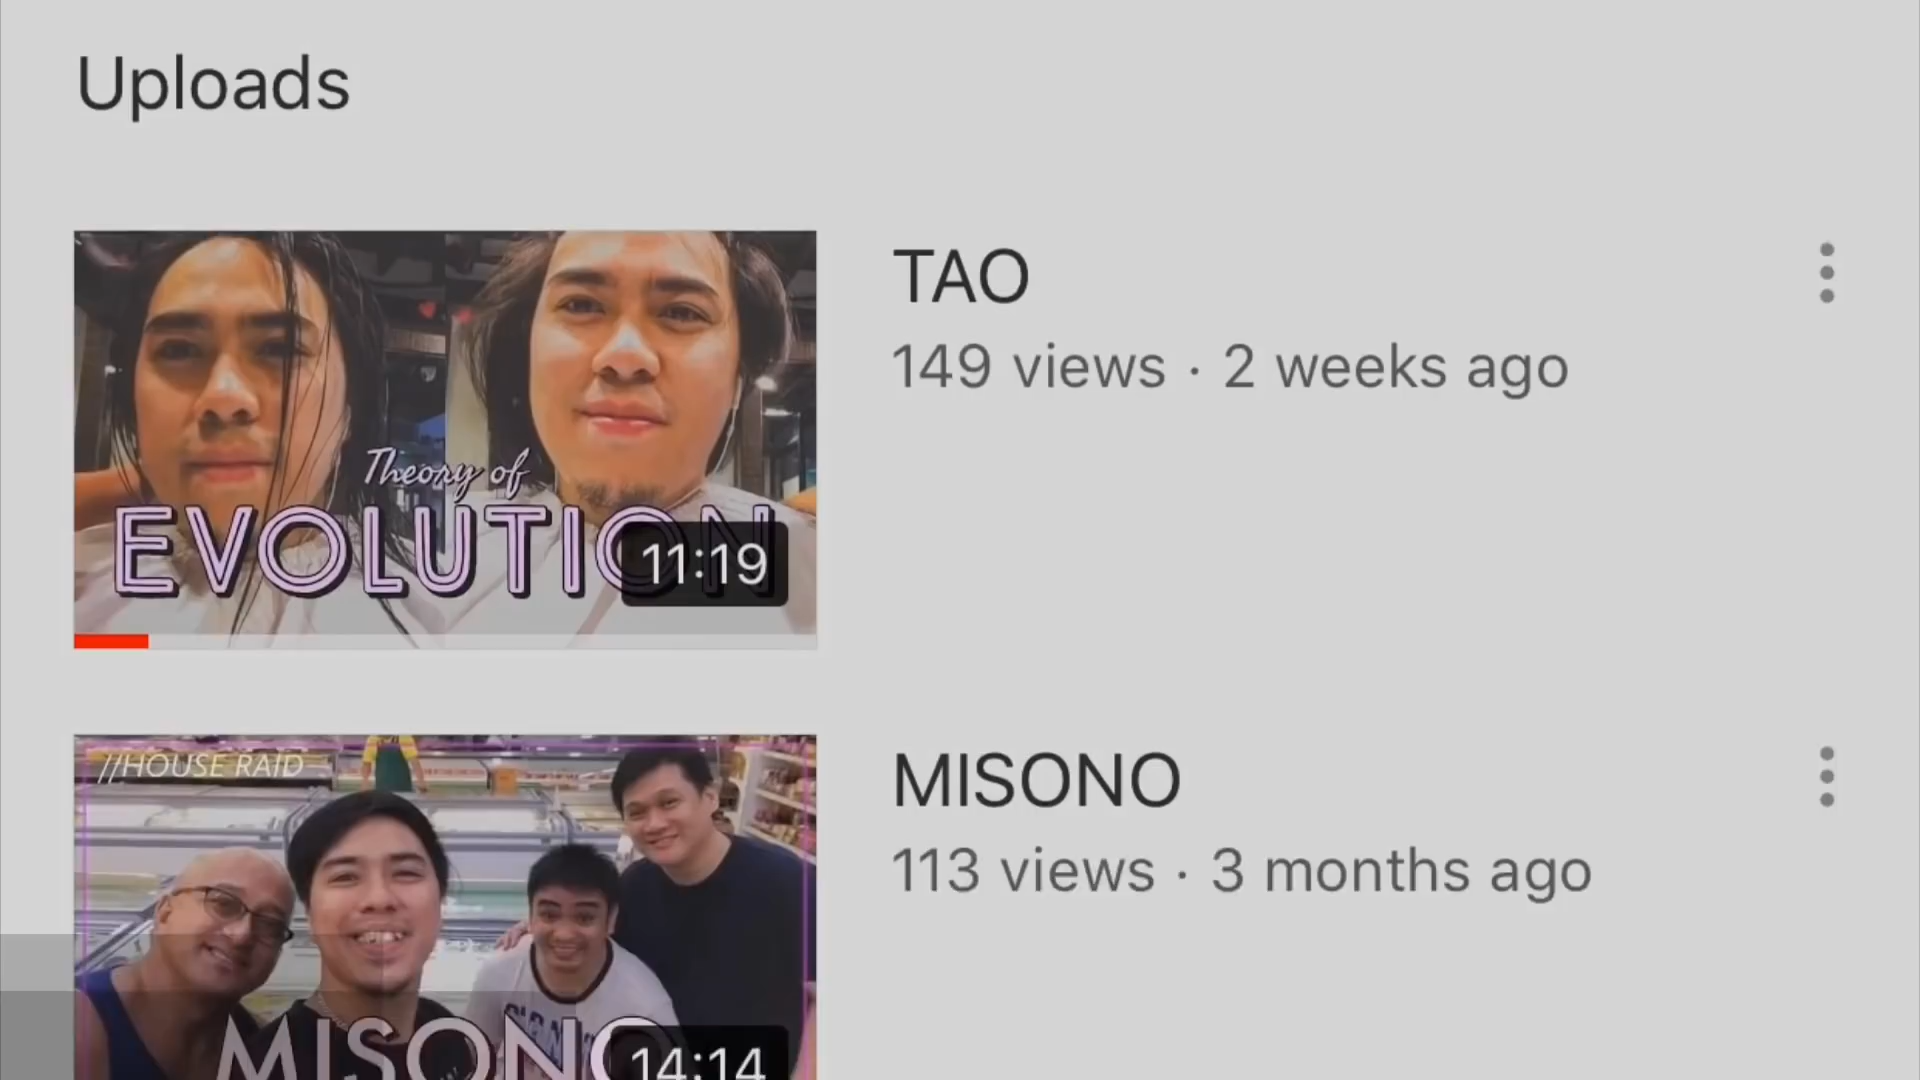 Uploads
TAO
149 views · 2 weeks ago
Theory of
EVOLUTION
11:19
MISONO
113 views · 3 months ago
//HOUSE RAID
MISONO
14:14